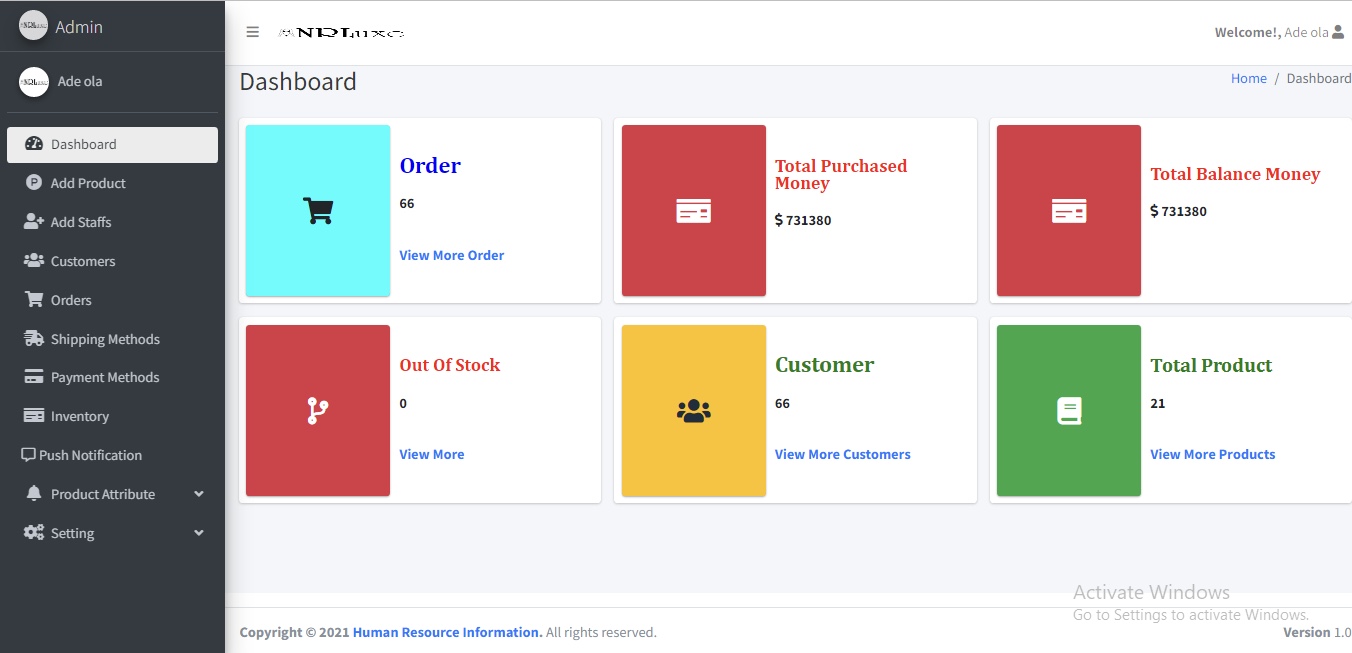 Admin
Welcome!, Ade ola
Ade ola
Dashboard
Add Product
Add Staffs
Customers
Orders
Shipping Methods
Payment Methods
Inventory
Push Notification
Product Attribute
Setting
Dashboard
Home / Dashboard
Order
66
View More Order
Total Purchased
Money
$ 731380
Total Balance Money
$ 731380
Out Of Stock
0
View More
Customer
66
View More Customers
Total Product
21
View More Products
Activate Windows
Go to Settings to activate Windows.
Copyright © 2021 Human Resource Information. All rights reserved.
Version 1.0